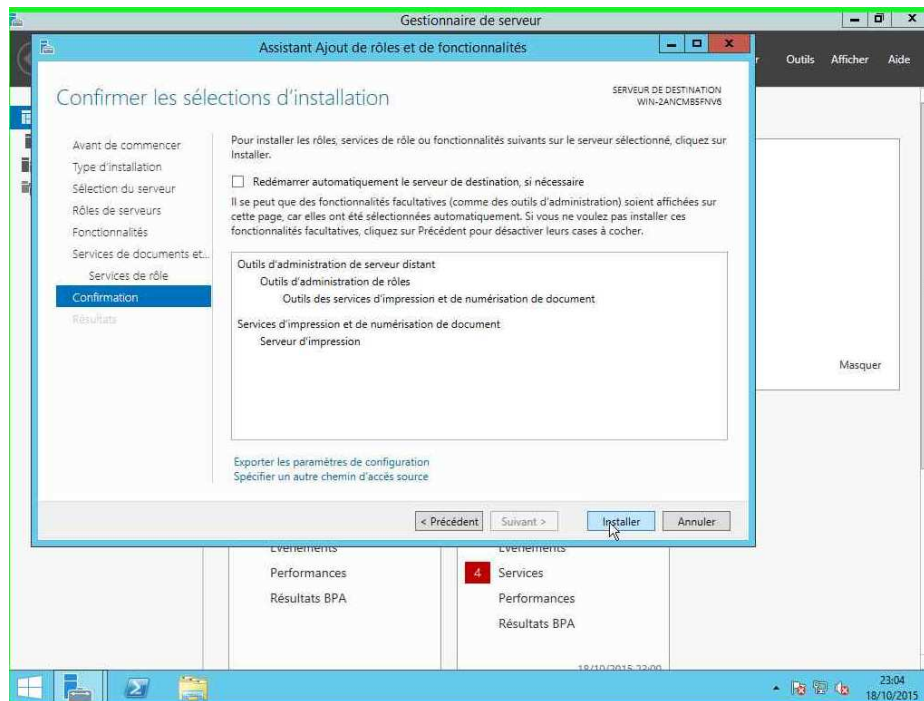 Gestionnaire de serveur
Assistant Ajout de rôles et de fonctionnalités
Outils Afficher Aide
Confirmer les sélections d'installation
SERVEUR DE DESTINATION
WIN-2ANCMB5FNV6
Avant de commencer
Type d'installation
Sélection du serveur
Rôles de serveurs
Fonctionnalités
Services de documents et...
Services de rôle
Confirmation
Résultats
Pour installer les rôles, services de rôle ou fonctionnalités suivants sur le serveur sélectionné, cliquez sur
Installer.
Redémarrer automatiquement le serveur de destination, si nécessaire
Il se peut que des fonctionnalités facultatives (comme des outils d'administration) soient affichées sur
cette page, car elles ont été sélectionnées automatiquement. Si vous ne voulez pas installer ces
fonctionnalités facultatives, cliquez sur Précédent pour désactiver leurs cases à cocher.
Outils d'administration de serveur distant
Outils d'administration de rôles
Outils des services d'impression et de numérisation de document
Services d'impression et de numérisation de document
Serveur d'impression
Exporter les paramètres de configuration
Spécifier un autre chemin d'accès source
< Précédent Suivant > Installer Annuler
Masquer
Événements
Performances
Résultats BPA
Événements
4 Services
Performances
Résultats BPA
18/10/2015 23:00
23:04
18/10/2015